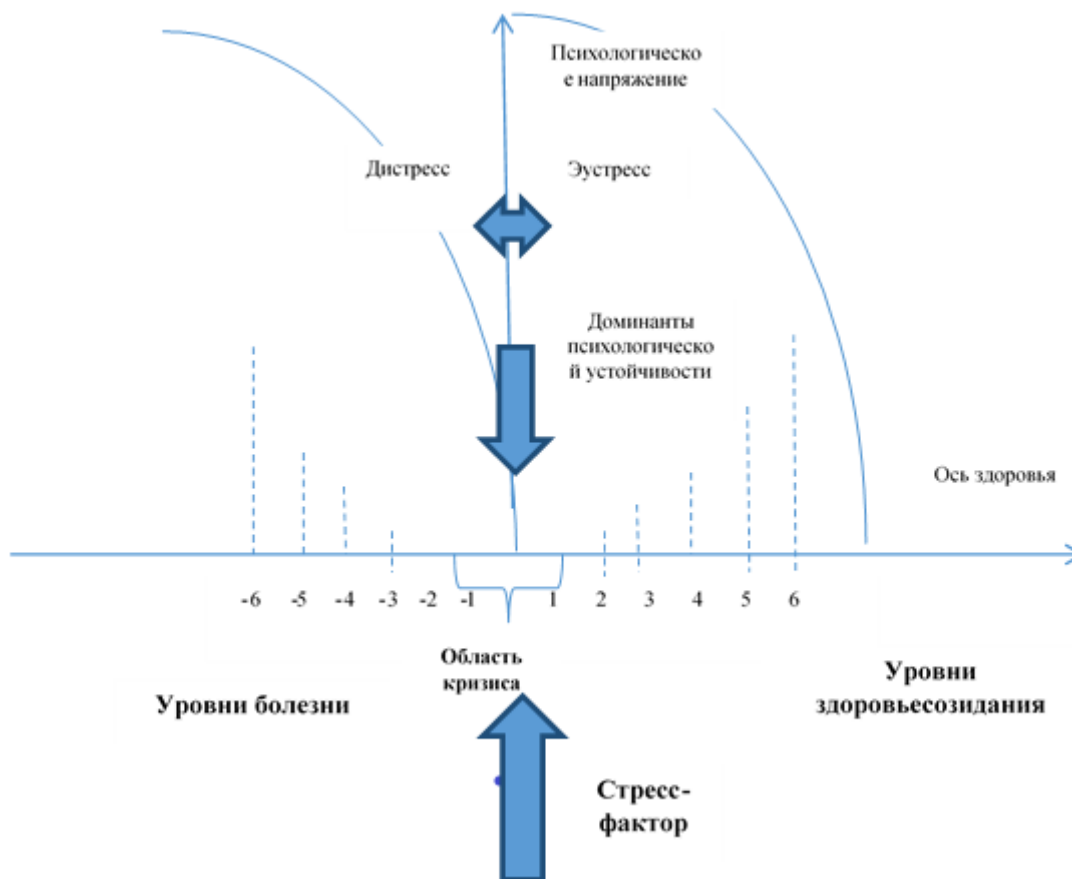 Психологическо
е напряжение
Дистресс
Эустресс
Доминанты
психологическо
й устойчивости
Ось здоровья
-6 -5 -4 -3 -2 -1 1 2 3 4 5 6
Область
кризиса
Уровни болезни
Уровни
здоровьесозидания
Стресс-
фактор